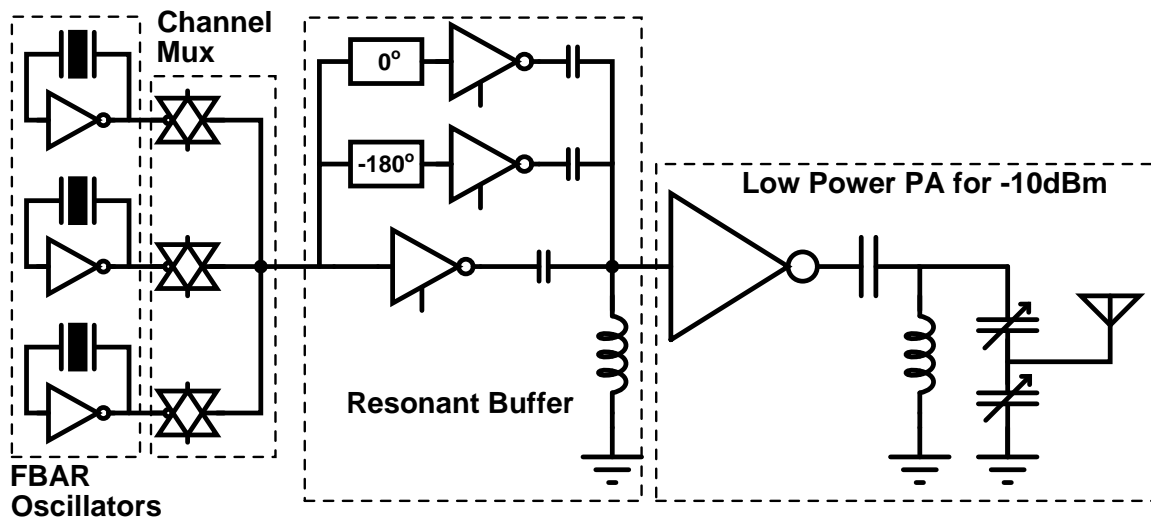 Channel
Mux
0°
-180°
Low Power PA for -10dBm
Resonant Buffer
FBAR
Oscillators